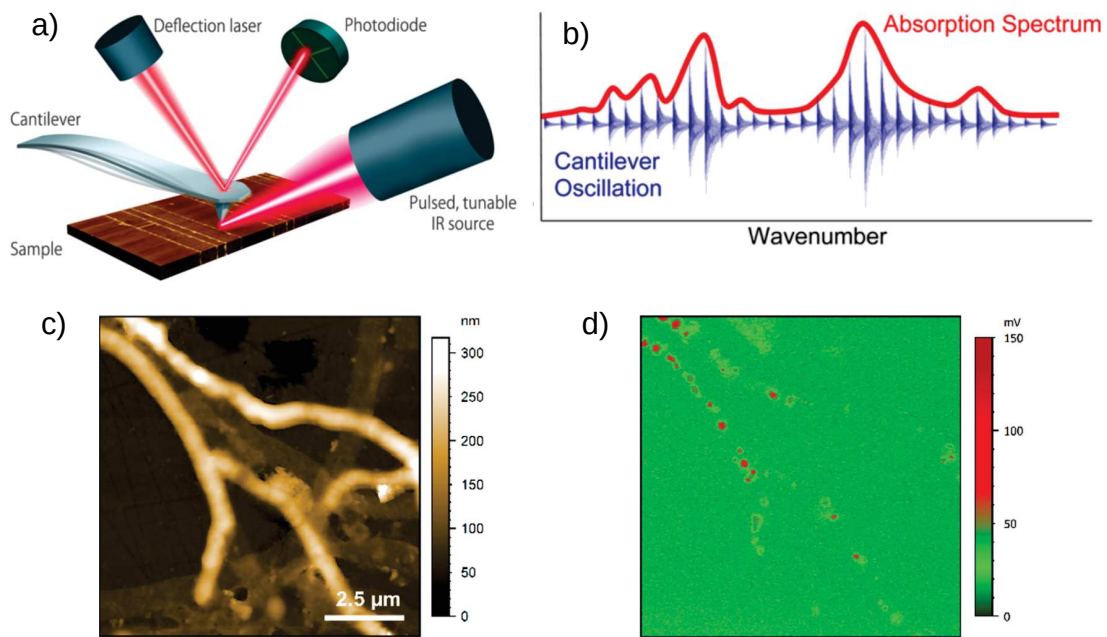 a)
Deflection laser
Photodiode
Cantilever
Pulsed, tunable
IR source
Sample
b)
Absorption Spectrum
Cantilever
Oscillation
Wavenumber
c)
nm
300
250
200
150
100
50
0
2.5 µm
d)
mV
150
100
50
0